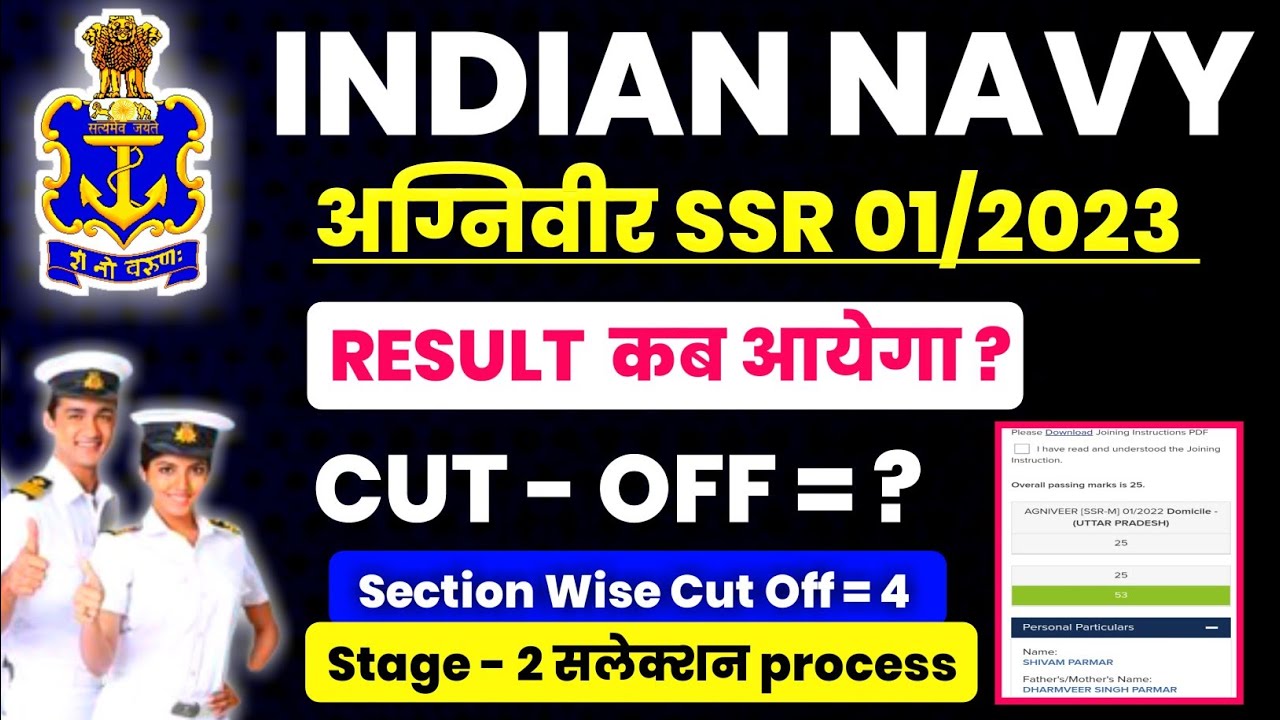 INDIAN NAVY
सत्यमेव जयते
शं नो वरुणः
अग्निवीर SSR 01/2023
RESULT कब आयेगा ?
CUT - OFF = ?
Section Wise Cut Off = 4
Stage - 2 सलेक्शन process
Please Download Joining Instructions PDF
I have read and understood the Joining
Instruction.
Overall passing marks is 25.
AGNIVEER [SSR-M] 01/2022 Domicile -
(UTTAR PRADESH)
25
25
53
Personal Particulars
Name:
SHIVAM PARMAR
Father's/Mother's Name:
DHARMVEER SINGH PARMAR